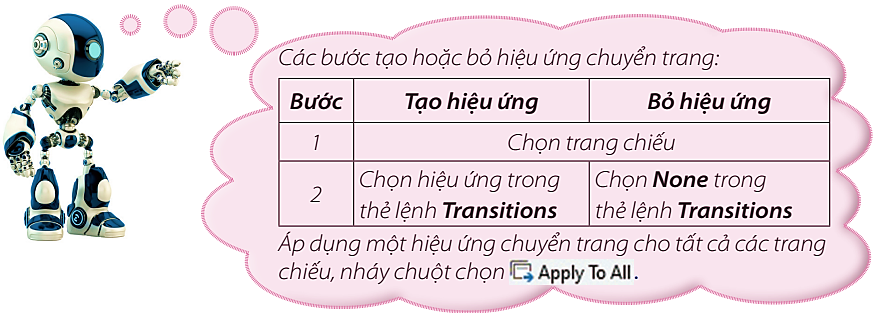 Các bước tạo hoặc bỏ hiệu ứng chuyển trang:
Bước Tạo hiệu ứng Bỏ hiệu ứng
1 Chọn trang chiếu
2 Chọn hiệu ứng trong thẻ lệnh Transitions Chọn None trong thẻ lệnh Transitions
Áp dụng một hiệu ứng chuyển trang cho tất cả các trang
chiếu, nháy chuột chọn Apply To All.